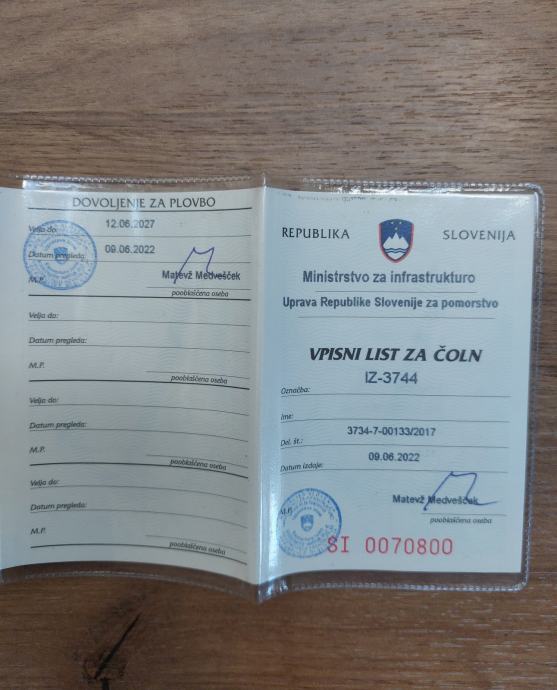 DOVOLJENJE ZA PLOVBO
Velja do: 12.06.2027
Datum pregleda: 09.06.2022
M.P. Matevž Medvešček
pooblaščena oseba
Velja do:
Datum pregleda:
M.P.
pooblaščena oseba
Velja do:
Datum pregleda:
M.P.
pooblaščena oseba
Velja do:
Datum pregleda:
M.P.
pooblaščena oseba
REPUBLIKA SLOVENIJA
Ministrstvo za infrastrukturo
Uprava Republike Slovenije za pomorstvo
VPISNI LIST ZA ČOLN
IZ-3744
Označba:
Ime:
3734-7-00133/2017
Del. št.:
09.06.2022
Datum izdaje:
M.P. Matevž Medvešček
pooblaščena oseba
SI 0070800